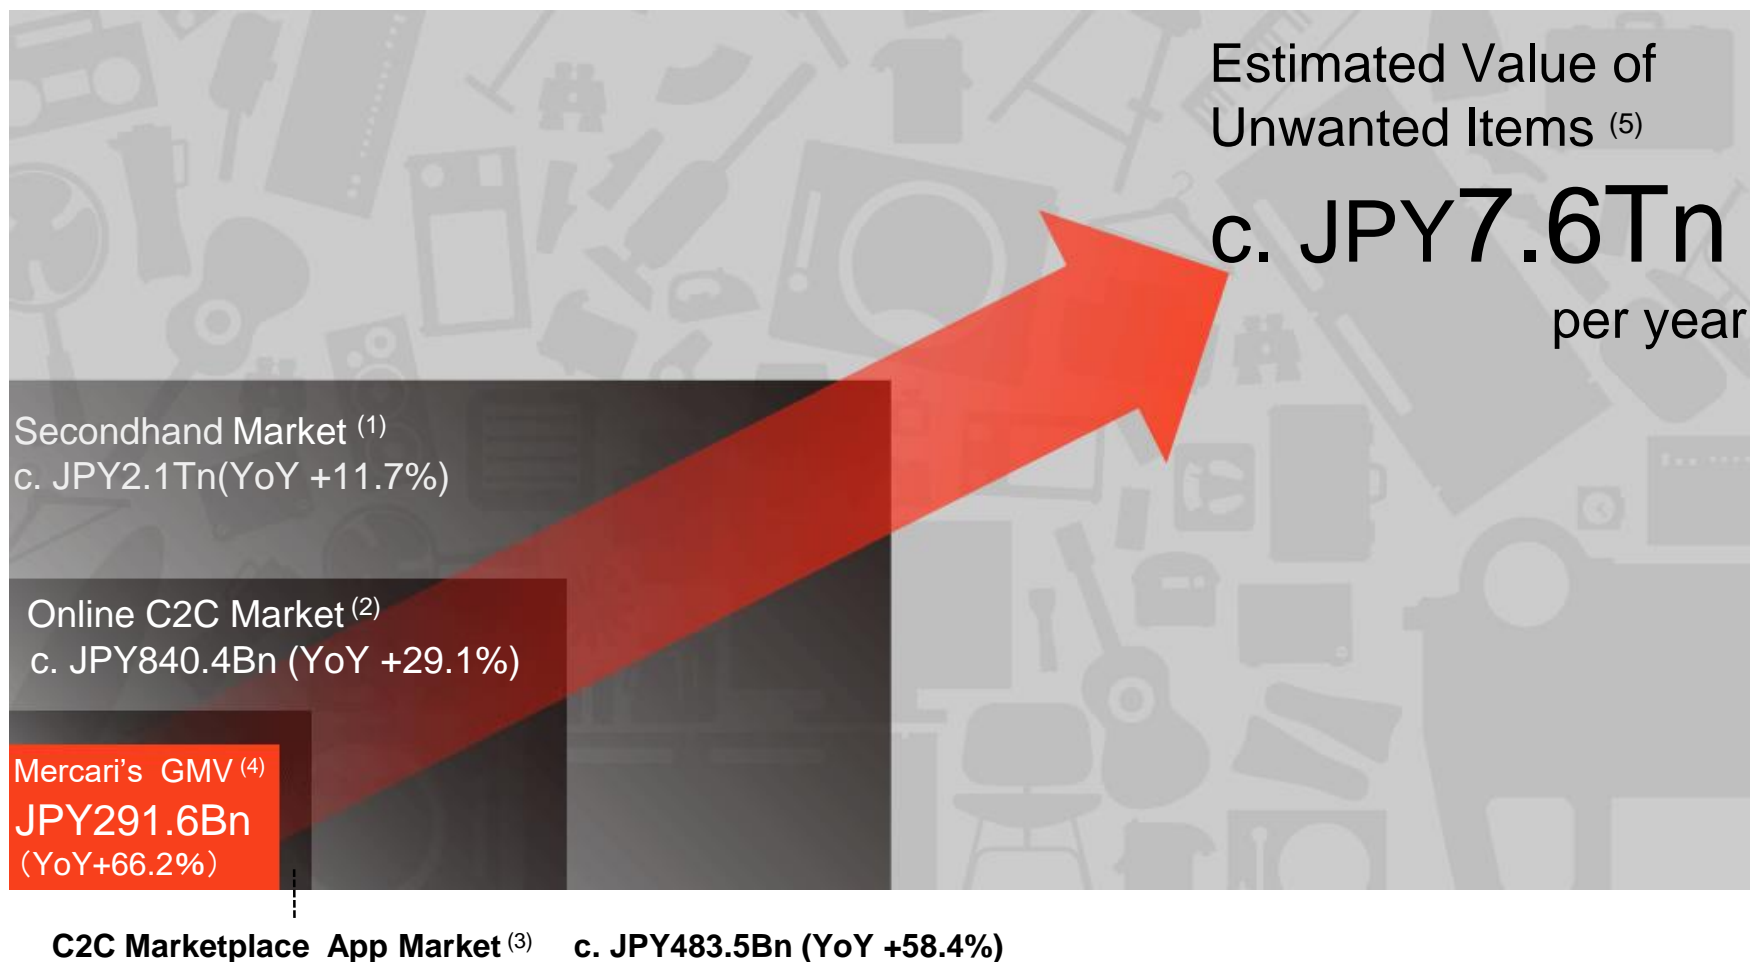 Estimated Value of
Unwanted Items (5)
c. JPY7.6Tn
per year
Secondhand Market (1)
c. JPY2.1Tn(YoY +11.7%)
Online C2C Market (2)
c. JPY840.4Bn (YoY +29.1%)
Mercari’s GMV (4)
JPY291.6Bn
（YoY+66.2%）
C2C Marketplace App Market (3) c. JPY483.5Bn (YoY +58.4%)